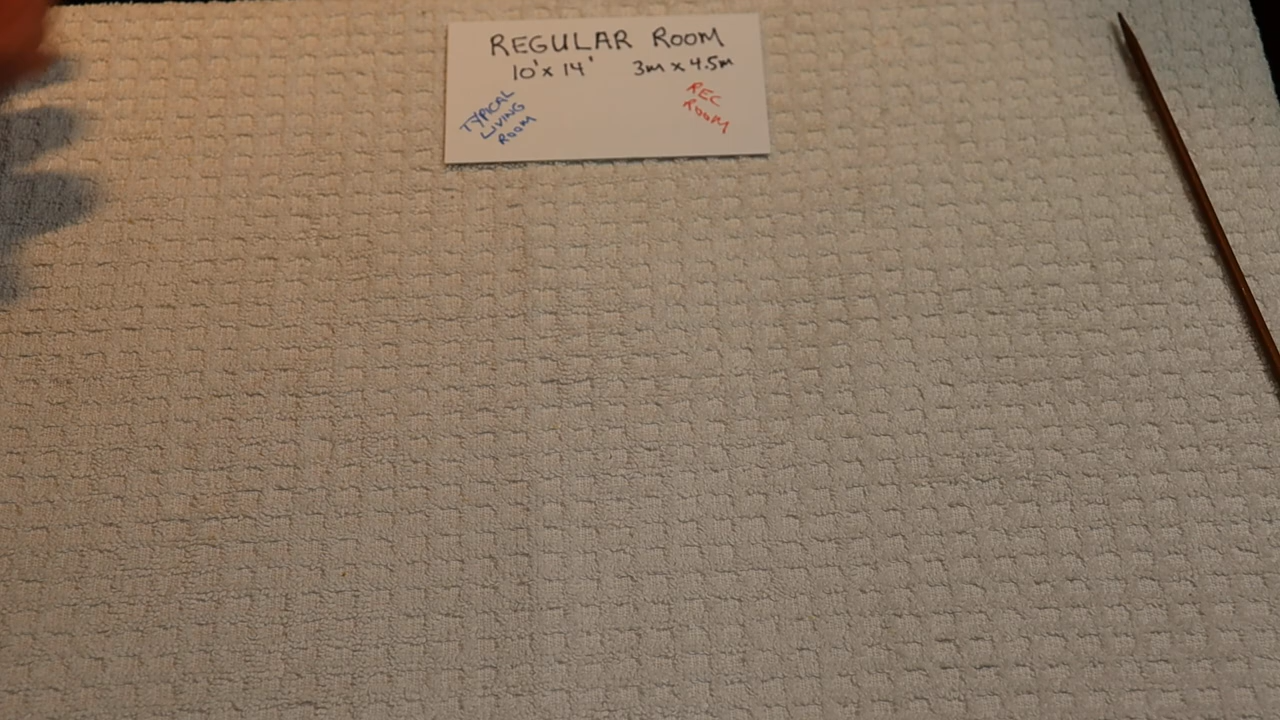 REGULAR ROOM
10'x 14' 3m x 4.5m
TYPICAL
LIVING
ROOM
REC
ROOM